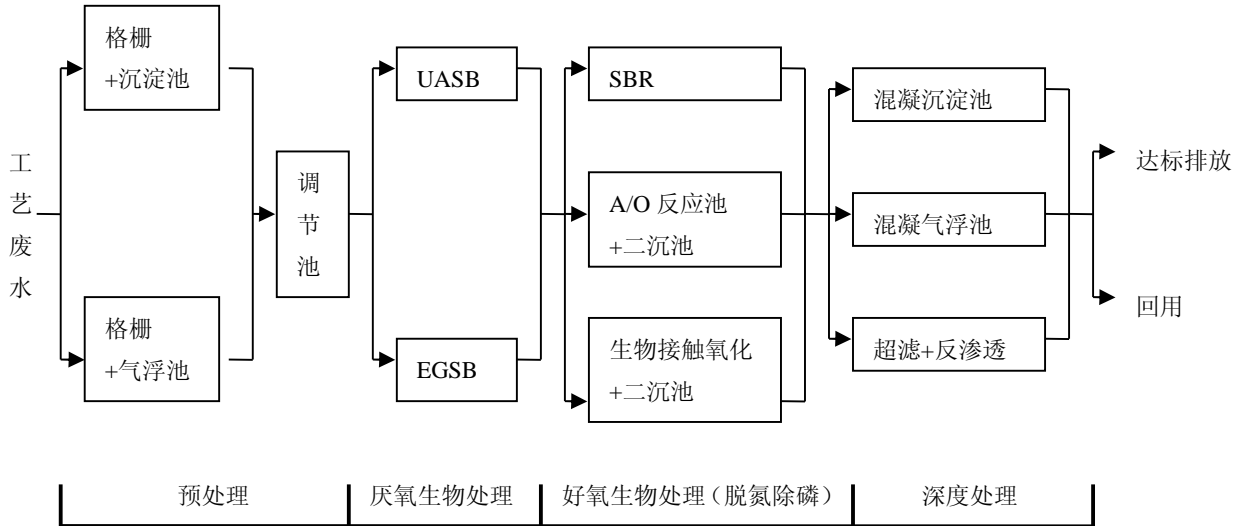 工艺废水
格栅
+沉淀池
格栅
+气浮池
调节池
UASB
EGSB
SBR
A/O 反应池
+二沉池
生物接触氧化
+二沉池
混凝沉淀池
混凝气浮池
超滤+反渗透
达标排放
回用
预处理
厌氧生物处理
好氧生物处理（脱氮除磷）
深度处理